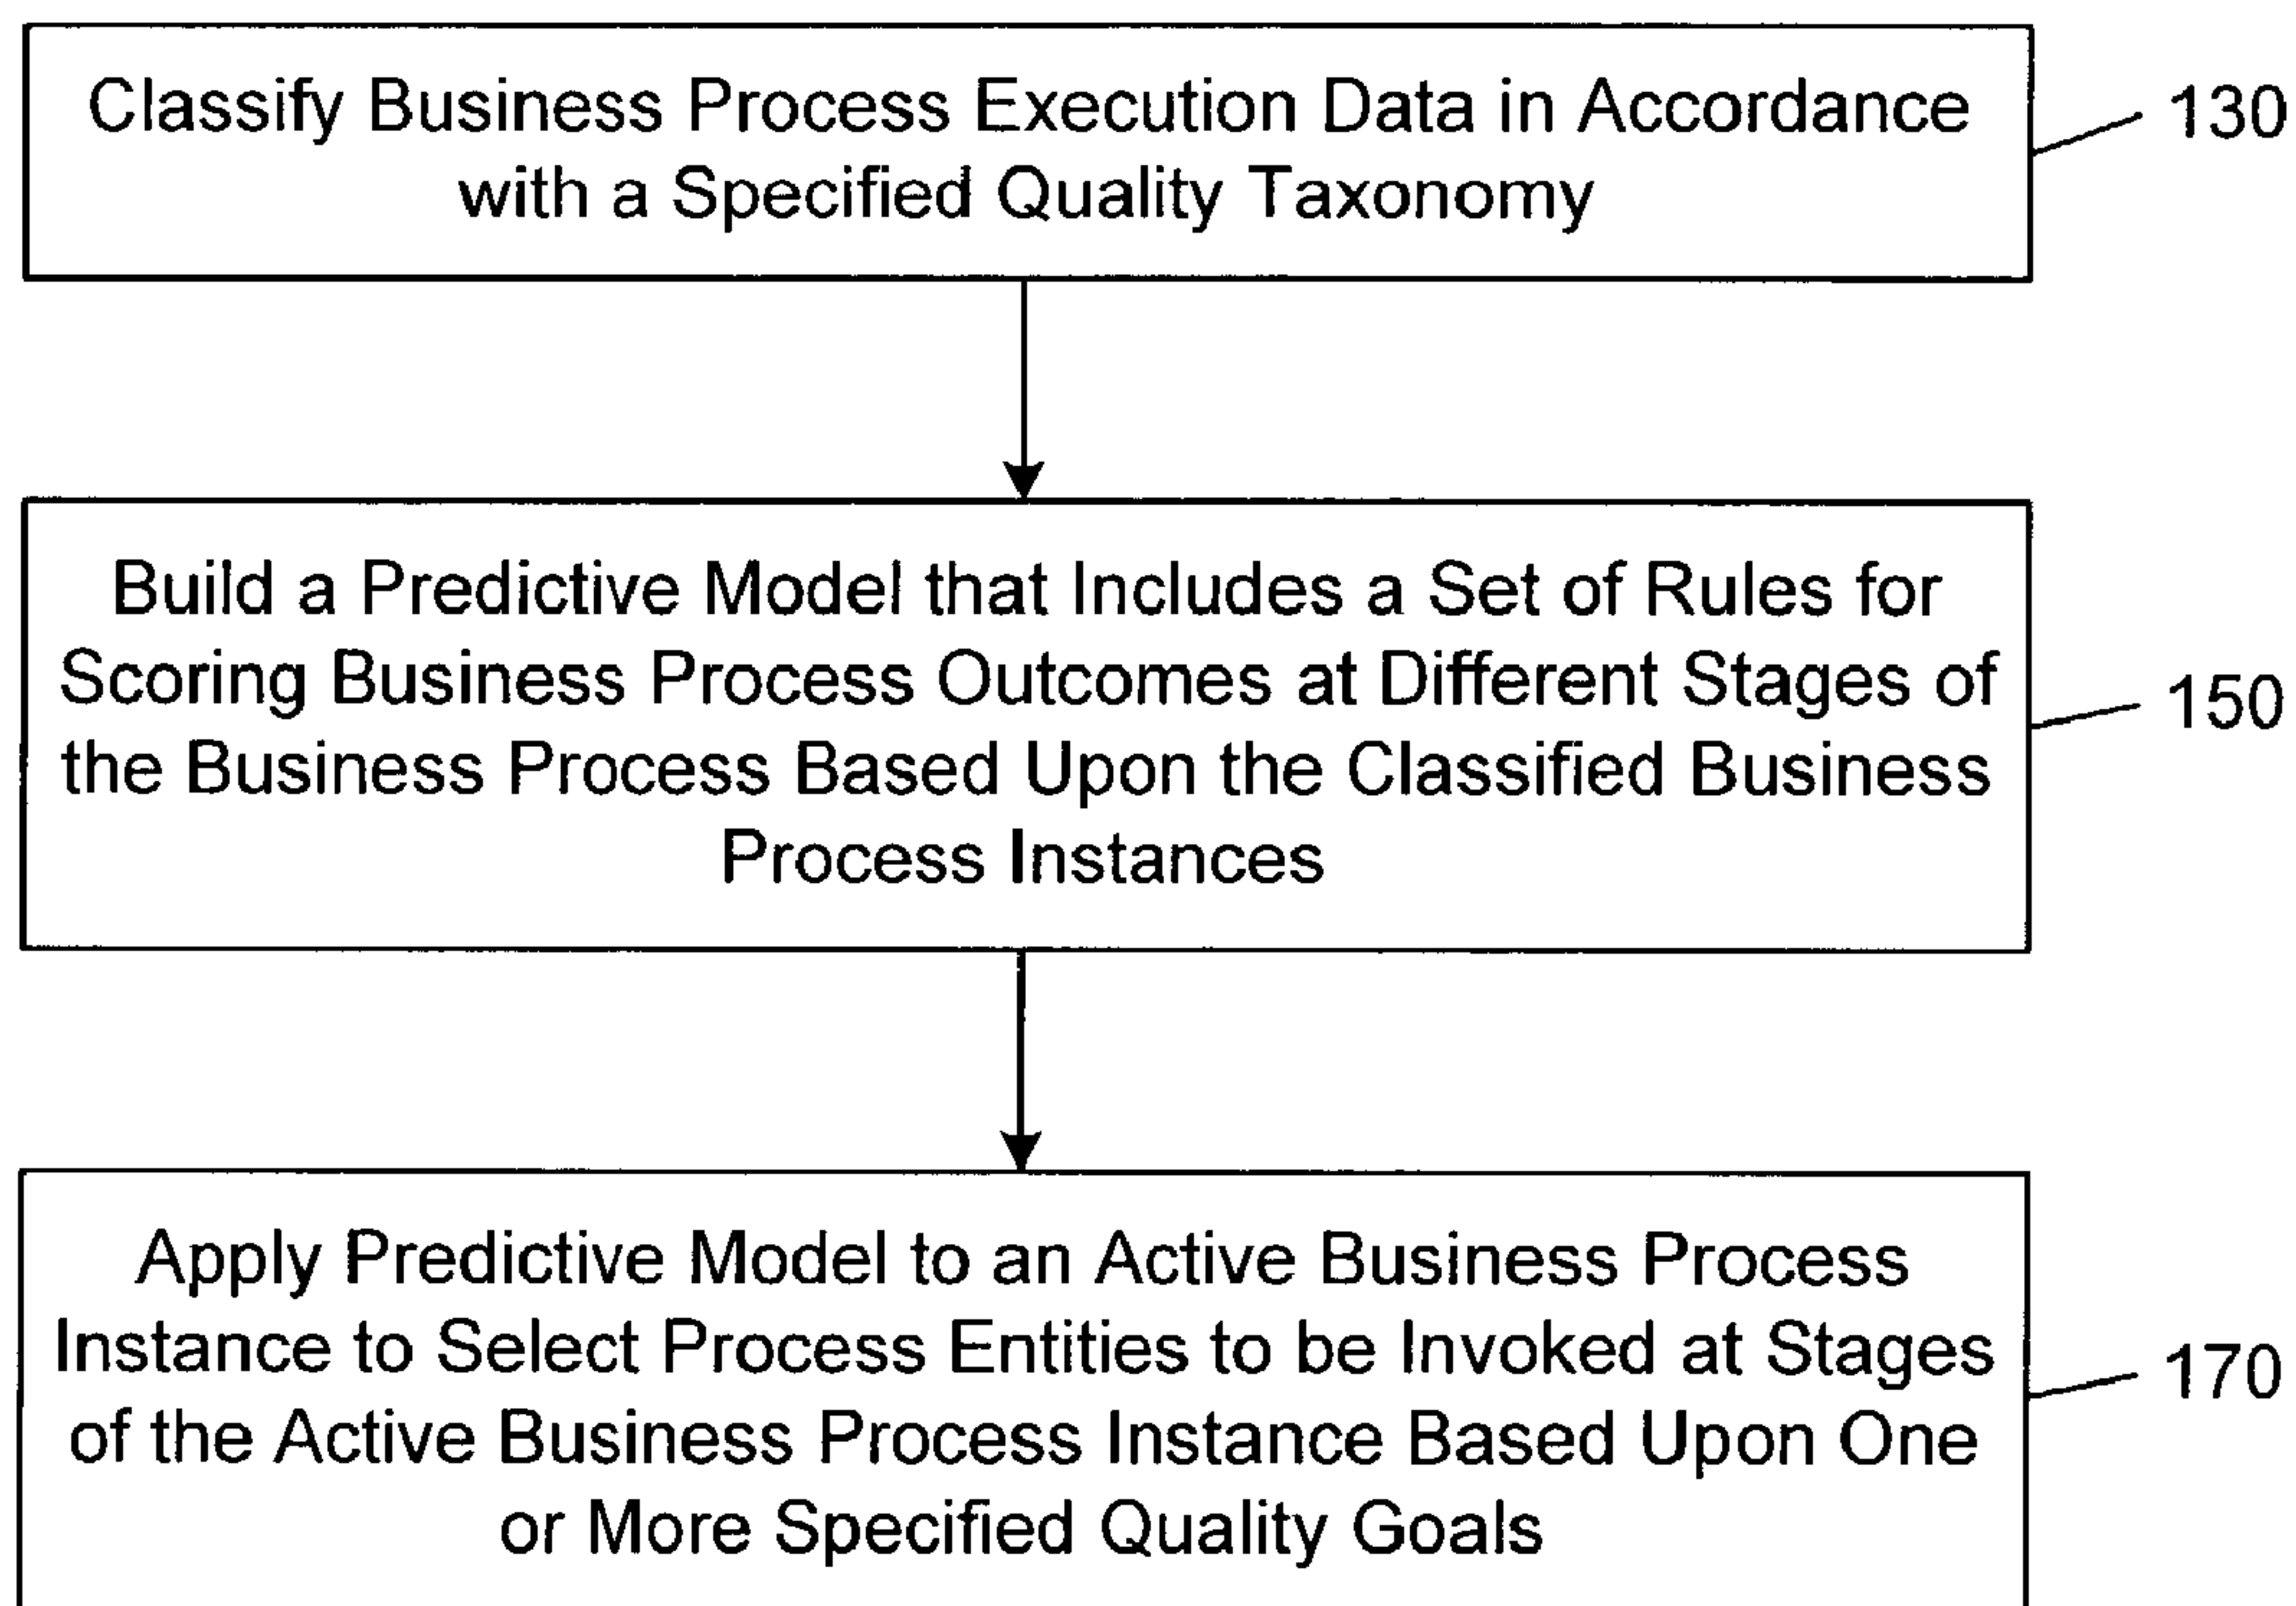 Classify Business Process Execution Data in Accordance
with a Specified Quality Taxonomy
130
Build a Predictive Model that Includes a Set of Rules for
Scoring Business Process Outcomes at Different Stages of
the Business Process Based Upon the Classified Business
Process Instances
150
Apply Predictive Model to an Active Business Process
Instance to Select Process Entities to be Invoked at Stages
of the Active Business Process Instance Based Upon One
or More Specified Quality Goals
170